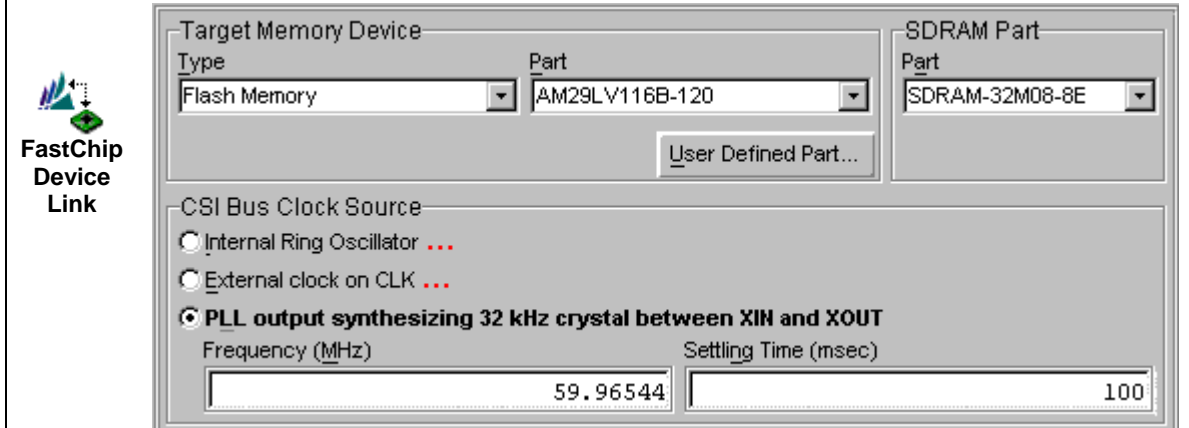 Target Memory Device
SDRAM Part
Type
Part
Part
Flash Memory
AM29LV116B-120
SDRAM-32M08-8E
User Defined Part...
FastChip
Device
Link
CSI Bus Clock Source
Internal Ring Oscillator ...
External clock on CLK ...
PLL output synthesizing 32 kHz crystal between XIN and XOUT
Frequency (MHz)
Settling Time (msec)
59.96544
100